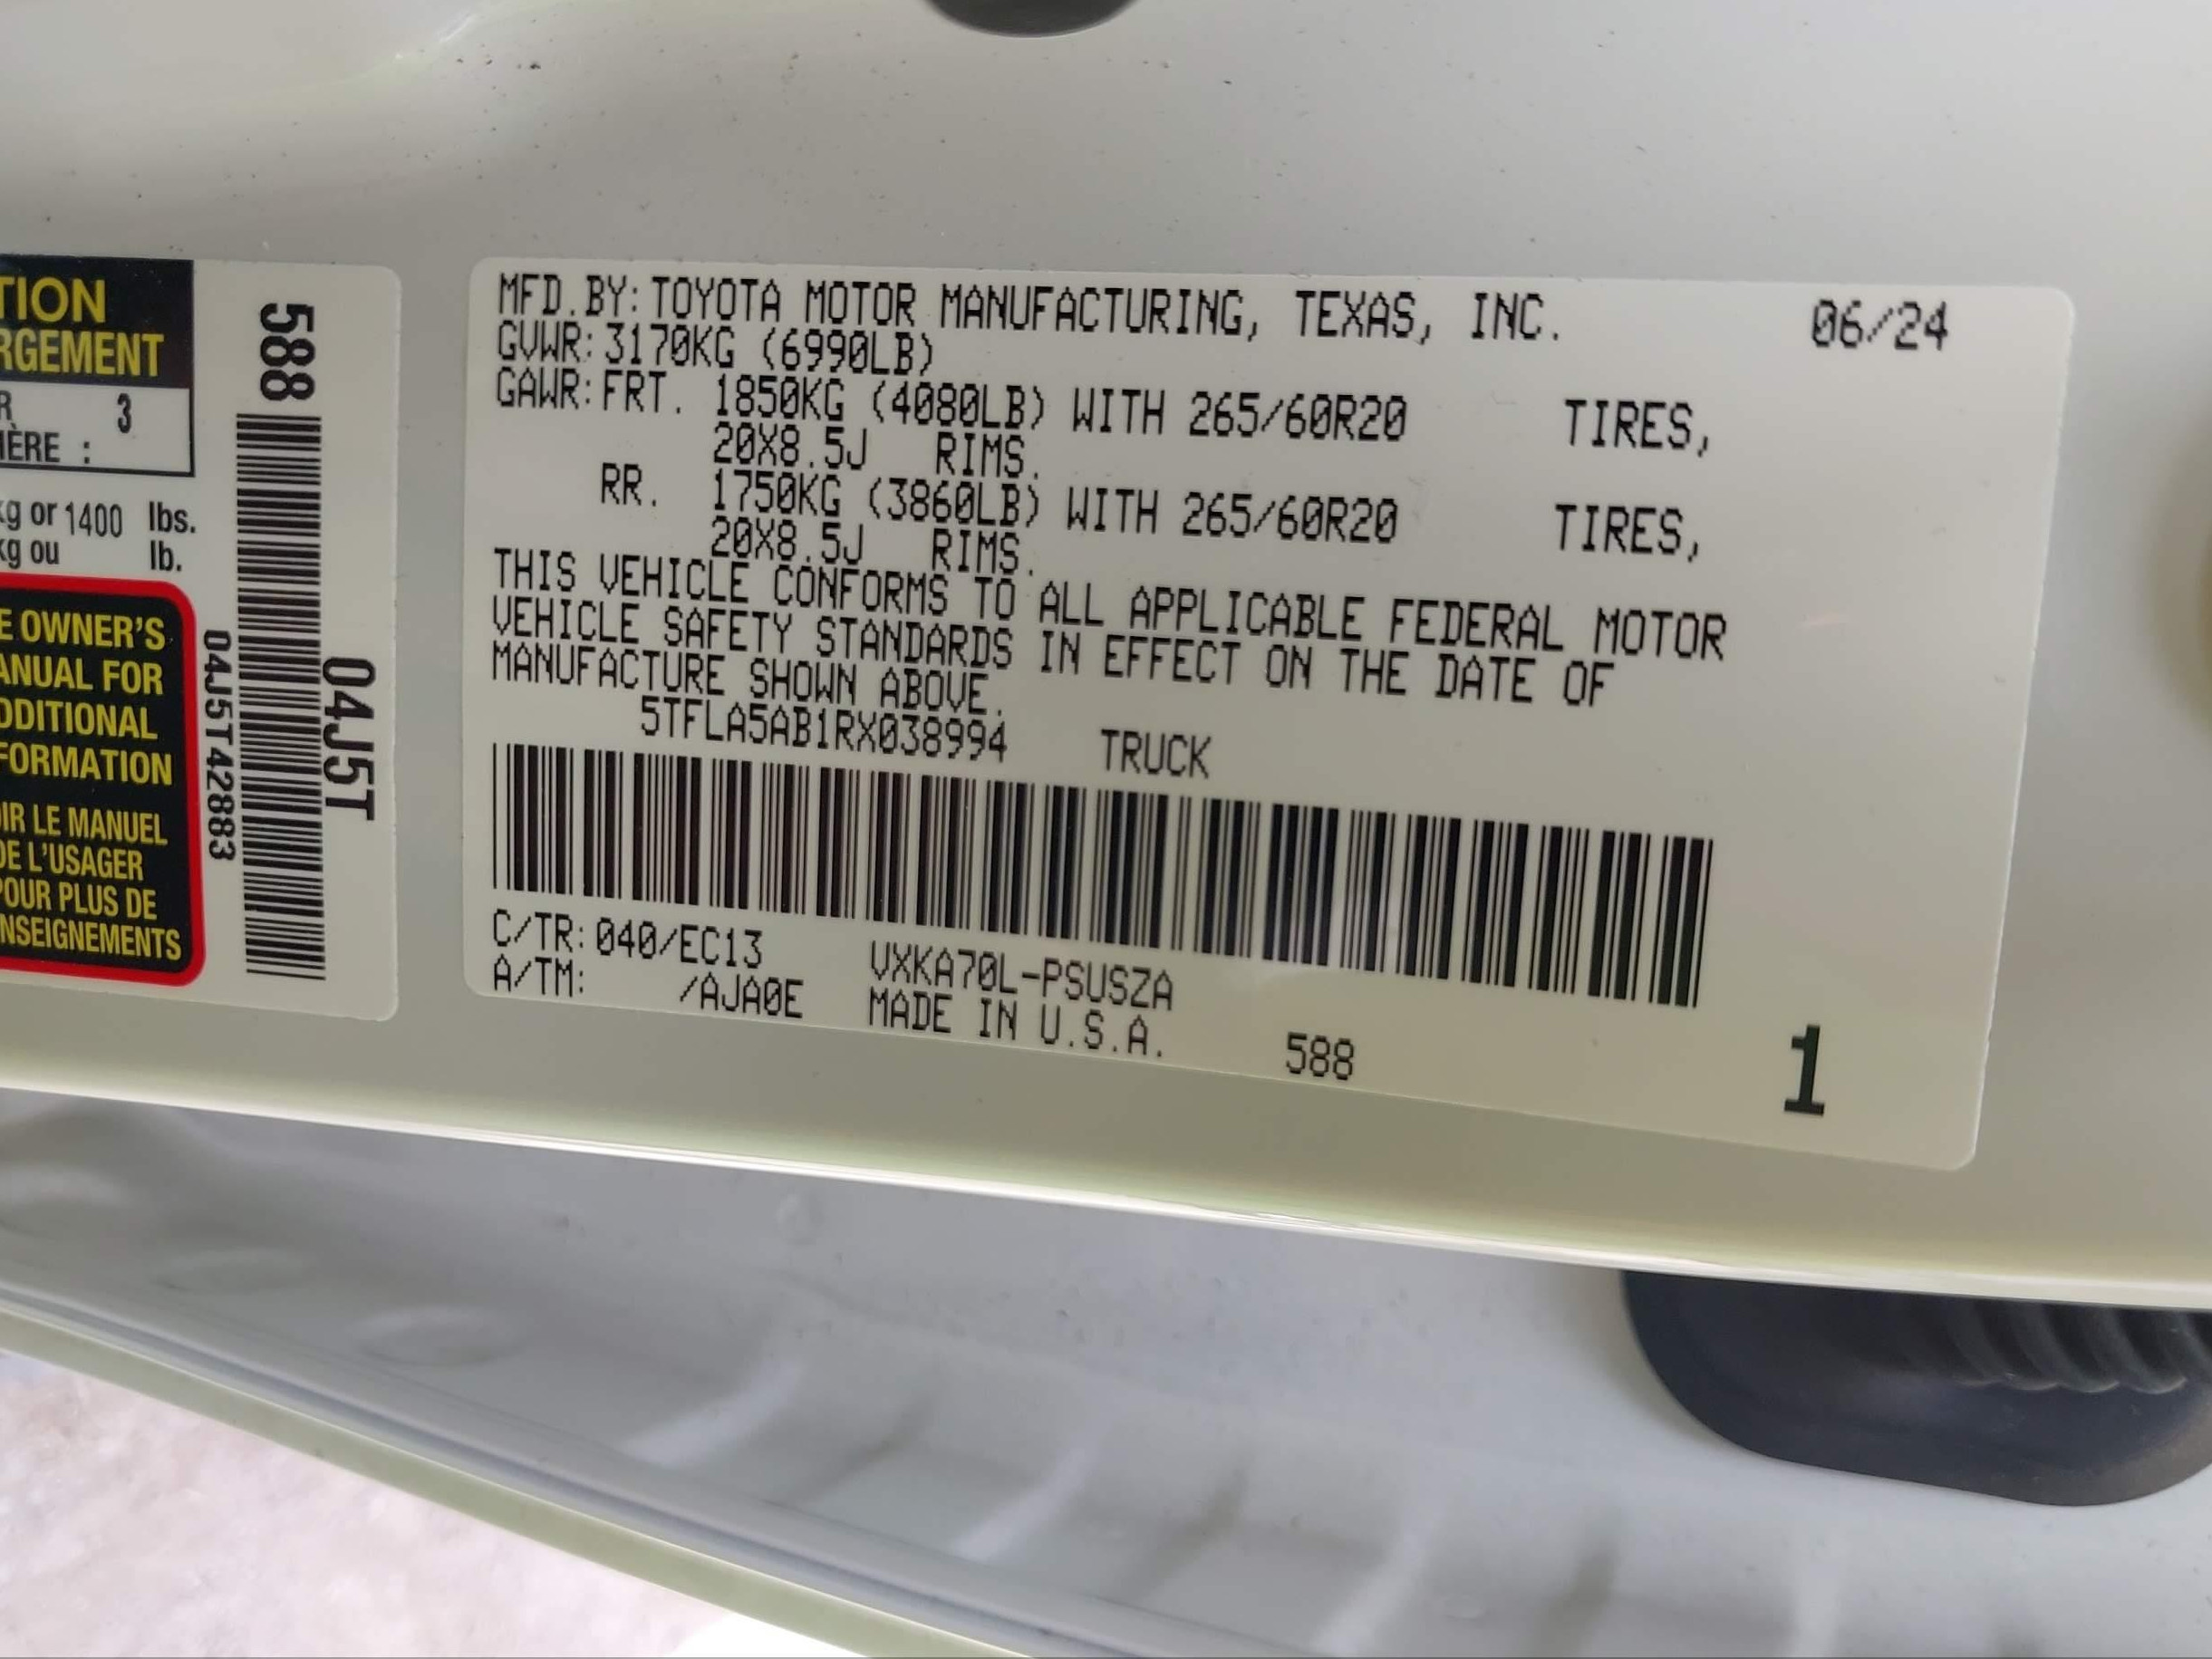 TION
RGEMENT
R 3
IÈRE :
kg or 1400 lbs.
kg ou lb.
E OWNER'S
ANUAL FOR
DDITIONAL
FORMATION
OIR LE MANUEL
DE L'USAGER
POUR PLUS DE
NSEIGNEMENTS
588
04J5T42883
04J5T
MFD.BY:TOYOTA MOTOR MANUFACTURING, TEXAS, INC. 06/24
GVWR:3170KG (6990LB)
GAWR:FRT. 1850KG (4080LB) WITH 265/60R20 TIRES,
20X8.5J RIMS.
RR. 1750KG (3860LB) WITH 265/60R20 TIRES,
20X8.5J RIMS.
THIS VEHICLE CONFORMS TO ALL APPLICABLE FEDERAL MOTOR
VEHICLE SAFETY STANDARDS IN EFFECT ON THE DATE OF
MANUFACTURE SHOWN ABOVE.
5TFLA5AB1RX038994 TRUCK
C/TR:040/EC13 VXKA70L-PSUSZA
A/TM: /AJA0E MADE IN U.S.A. 588
1